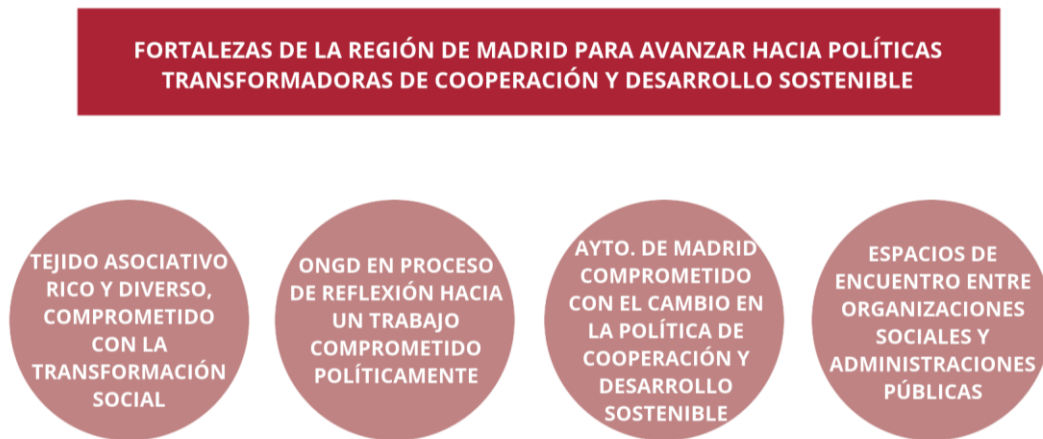 FORTALEZAS DE LA REGIÓN DE MADRID PARA AVANZAR HACIA POLÍTICAS
TRANSFORMADORAS DE COOPERACIÓN Y DESARROLLO SOSTENIBLE
TEJIDO ASOCIATIVO
RICO Y DIVERSO,
COMPROMETIDO
CON LA
TRANSFORMACIÓN
SOCIAL
ONGD EN PROCESO
DE REFLEXIÓN HACIA
UN TRABAJO
COMPROMETIDO
POLÍTICAMENTE
AYTO. DE MADRID
COMPROMETIDO
CON EL CAMBIO EN
LA POLÍTICA DE
COOPERACIÓN Y
DESARROLLO
SOSTENIBLE
ESPACIOS DE
ENCUENTRO ENTRE
ORGANIZACIONES
SOCIALES Y
ADMINISTRACIONES
PÚBLICAS